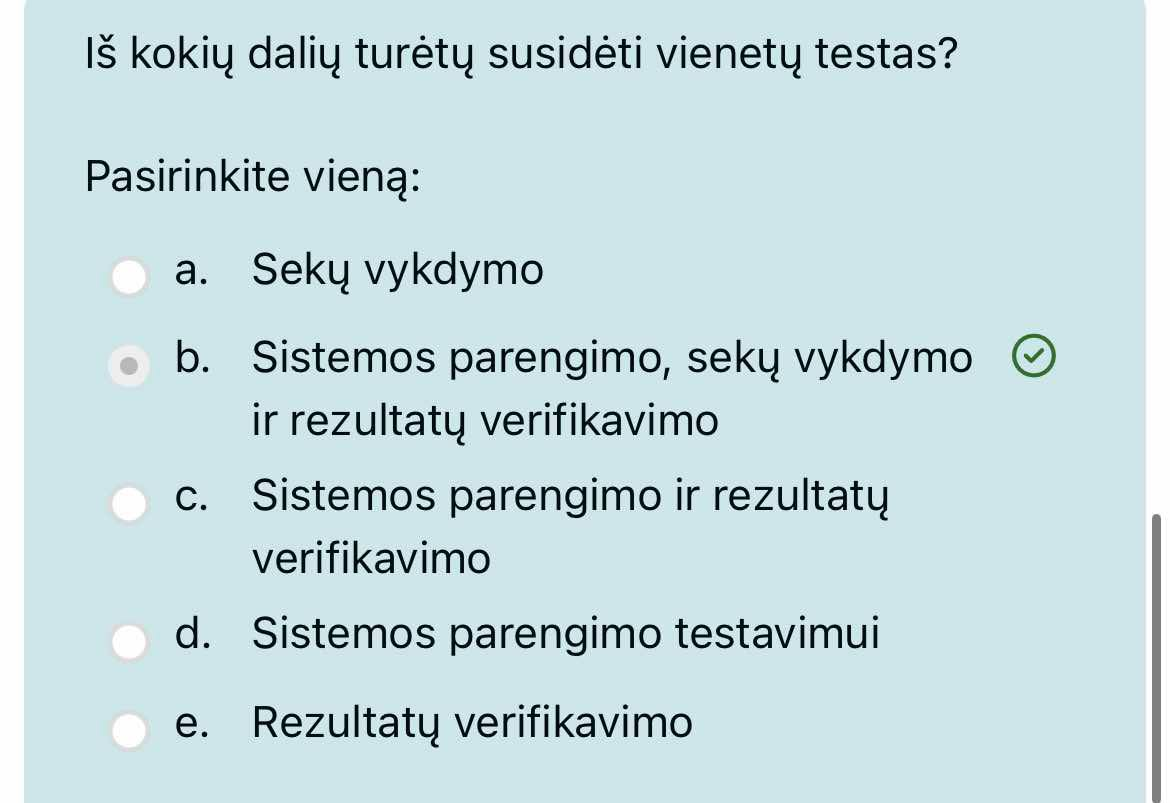 Iš kokių dalių turėtų susidėti vienetų testas?
Pasirinkite vieną:
a. Sekų vykdymo
b. Sistemos parengimo, sekų vykdymo
ir rezultatų verifikavimo
c. Sistemos parengimo ir rezultatų
verifikavimo
d. Sistemos parengimo testavimui
e. Rezultatų verifikavimo